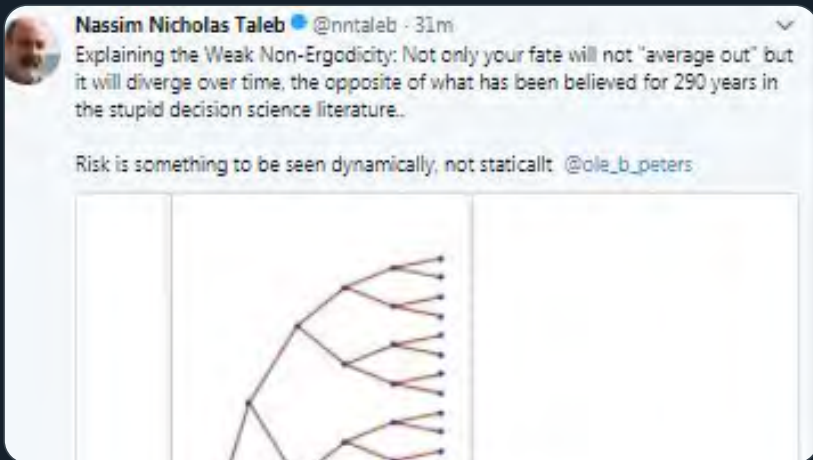 Nassim Nicholas Taleb @nntaleb · 31m
Explaining the Weak Non-Ergodicity: Not only your fate will not "average out" but
it will diverge over time, the opposite of what has been believed for 290 years in
the stupid decision science literature..
Risk is something to be seen dynamically, not staticallt @ole_b_peters